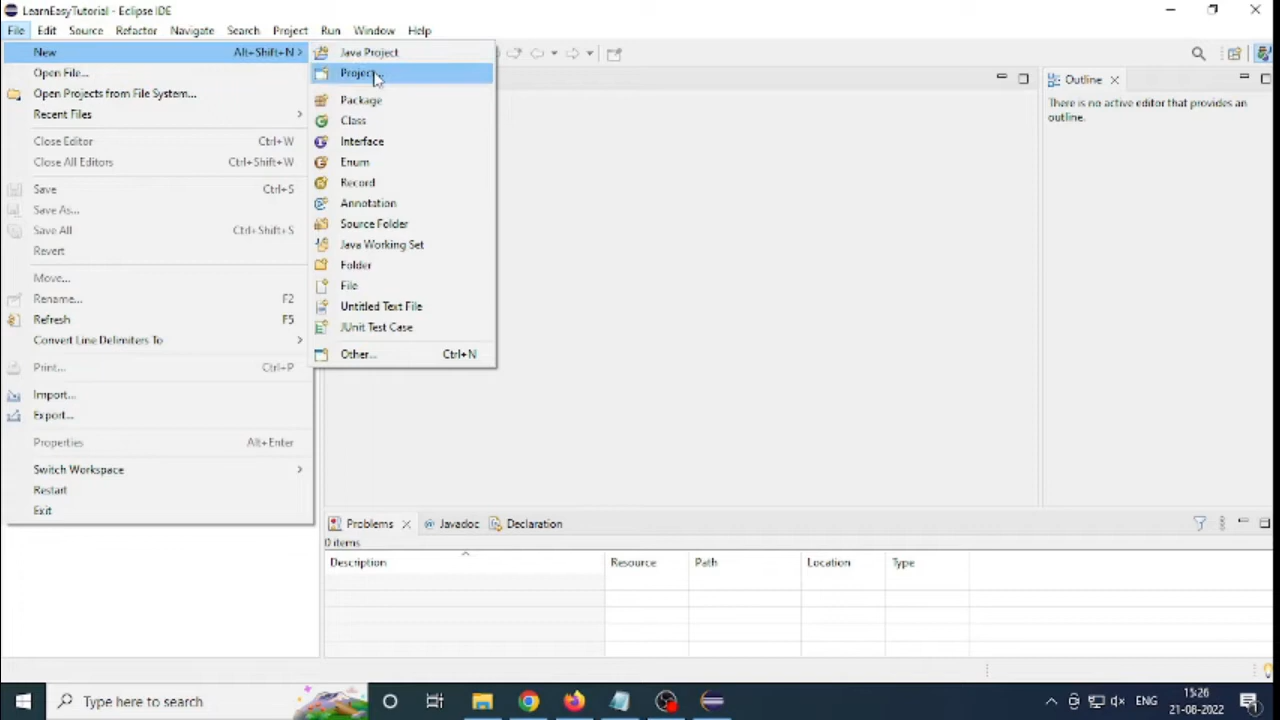 LearnEasyTutorial - Eclipse IDE
File Edit Source Refactor Navigate Search Project Run Window Help
New Alt+Shift+N >
Open File...
Open Projects from File System...
Recent Files >
Close Editor Ctrl+W
Close All Editors Ctrl+Shift+W
Save Ctrl+S
Save As...
Save All Ctrl+Shift+S
Revert
Move...
Rename... F2
Refresh F5
Convert Line Delimiters To >
Print... Ctrl+P
Import...
Export...
Properties Alt+Enter
Switch Workspace >
Restart
Exit
Java Project
Project...
Package
Class
Interface
Enum
Record
Annotation
Source Folder
Java Working Set
Folder
File
Untitled Text File
JUnit Test Case
Other... Ctrl+N
Outline
There is no active editor that provides an
outline.
Problems Javadoc Declaration
0 items
Description Resource Path Location Type
Type here to search
ENG
15:26
21-08-2022
1